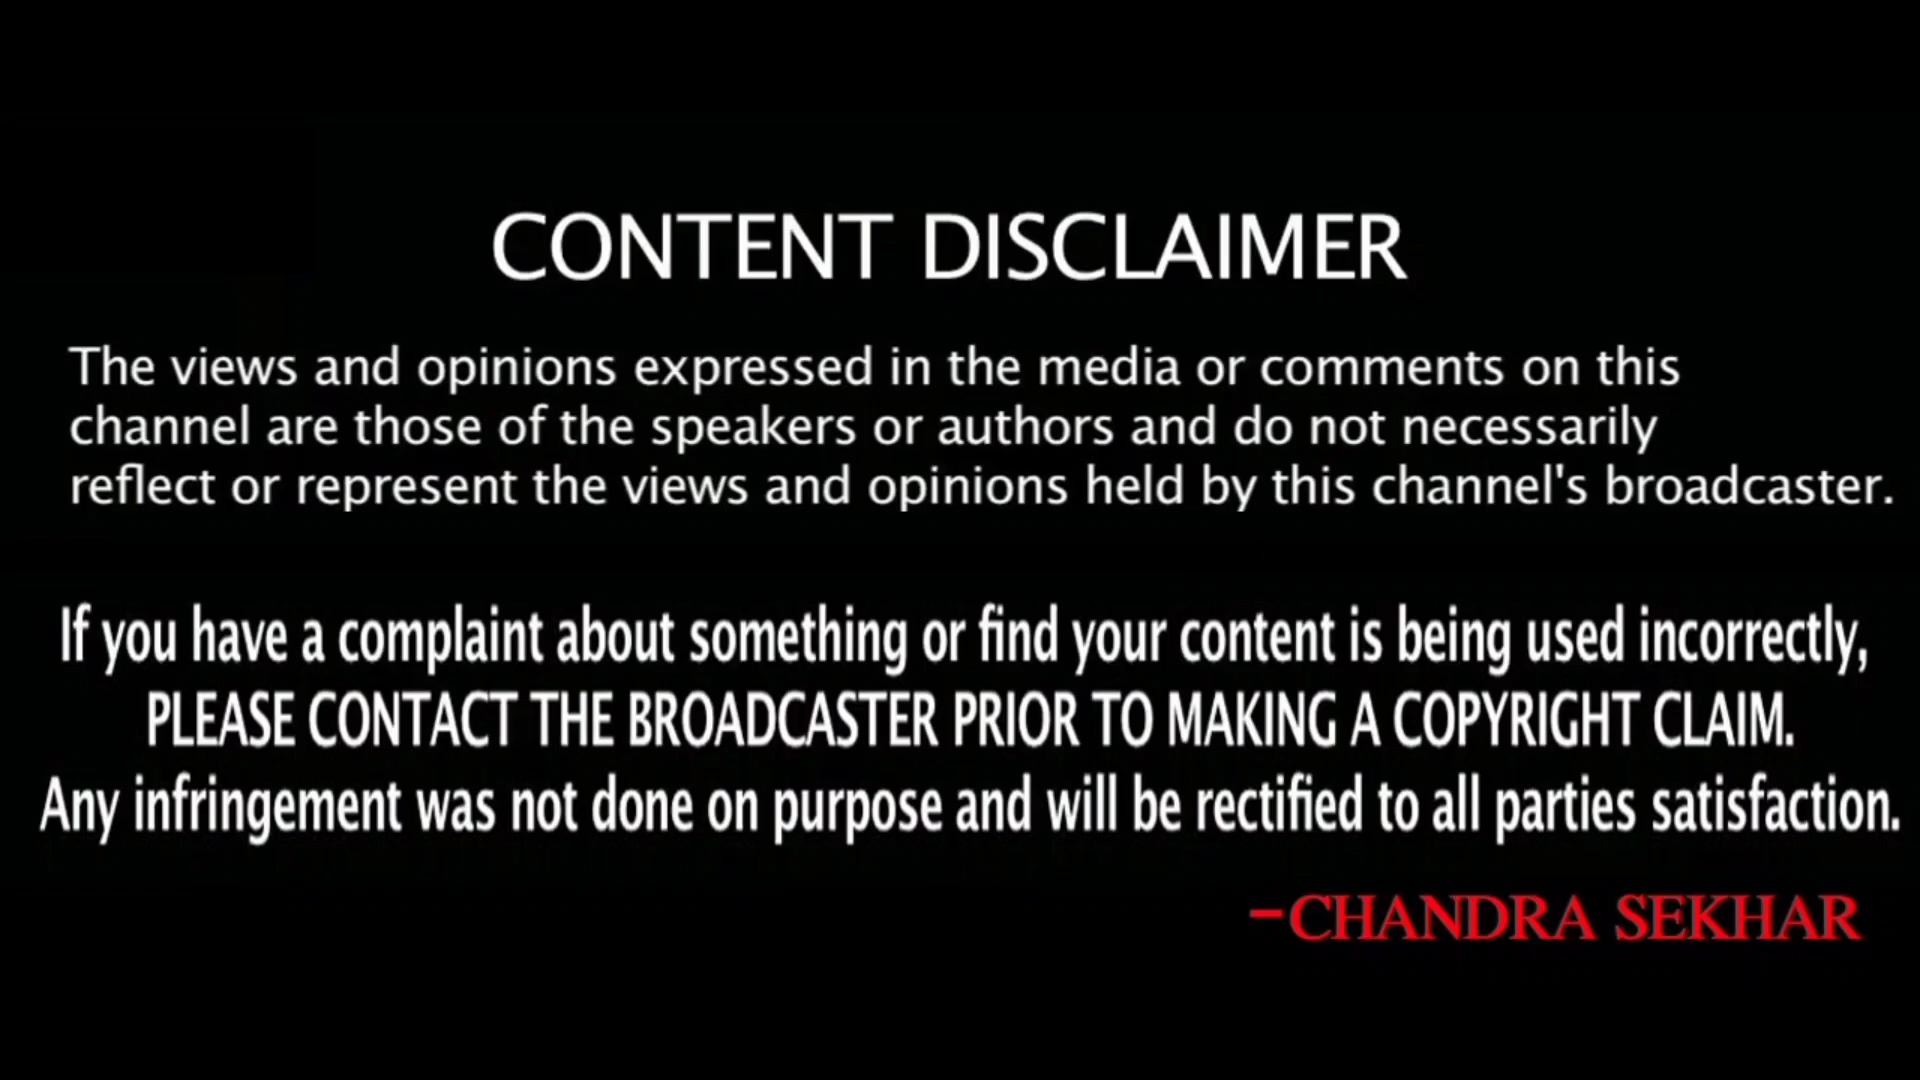 CONTENT DISCLAIMER
The views and opinions expressed in the media or comments on this
channel are those of the speakers or authors and do not necessarily
reflect or represent the views and opinions held by this channel's broadcaster.
If you have a complaint about something or find your content is being used incorrectly,
PLEASE CONTACT THE BROADCASTER PRIOR TO MAKING A COPYRIGHT CLAIM.
Any infringement was not done on purpose and will be rectified to all parties satisfaction.
-CHANDRA SEKHAR